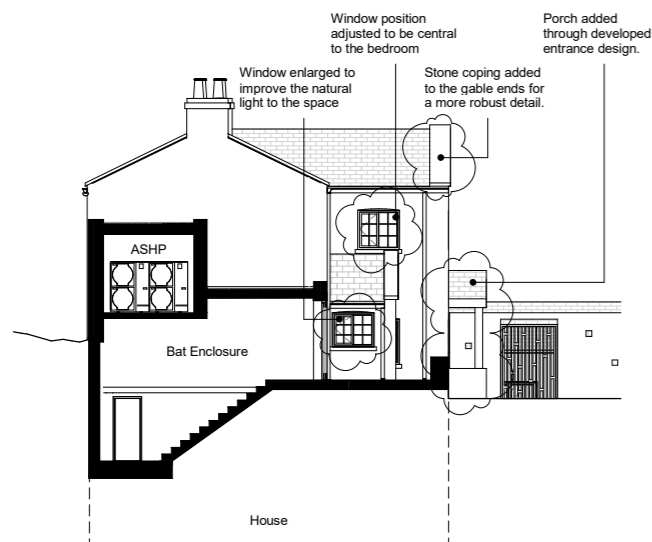 Window position
adjusted to be central
to the bedroom
Porch added
through developed
entrance design.
Window enlarged to
improve the natural
light to the space
Stone coping added
to the gable ends for
a more robust detail.
ASHP
Bat Enclosure
House